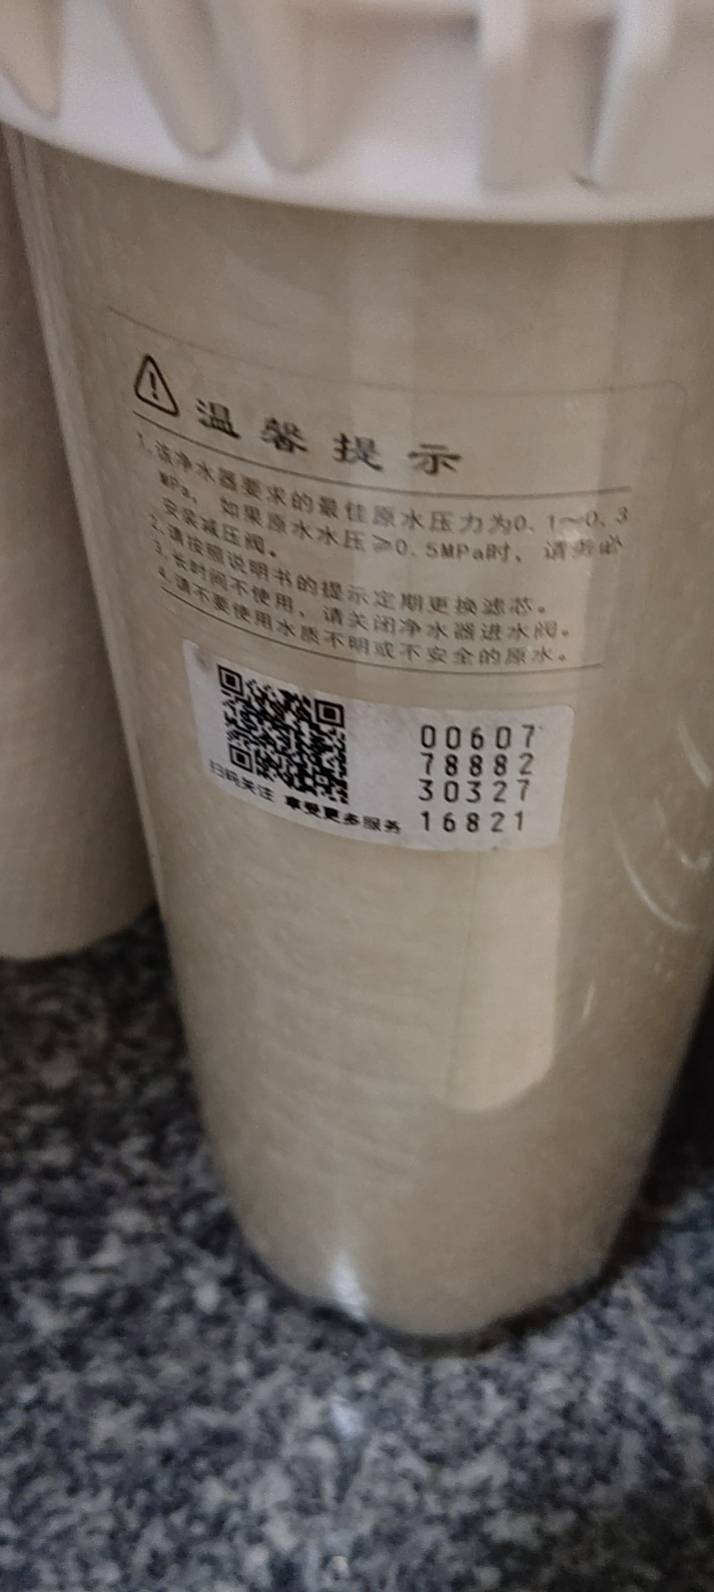 温馨提示
1.该净水器要求的最佳原水压力为0.1~0.3
MPa，如果原水水压≥0.5MPa时，请务必
安装减压阀。
2.请按照说明书的提示定期更换滤芯。
3.长时间不使用，请关闭净水器进水阀。
4.请不要使用水质不明或不安全的原水。
扫码关注 享受更多服务
00607
78882
30327
16821